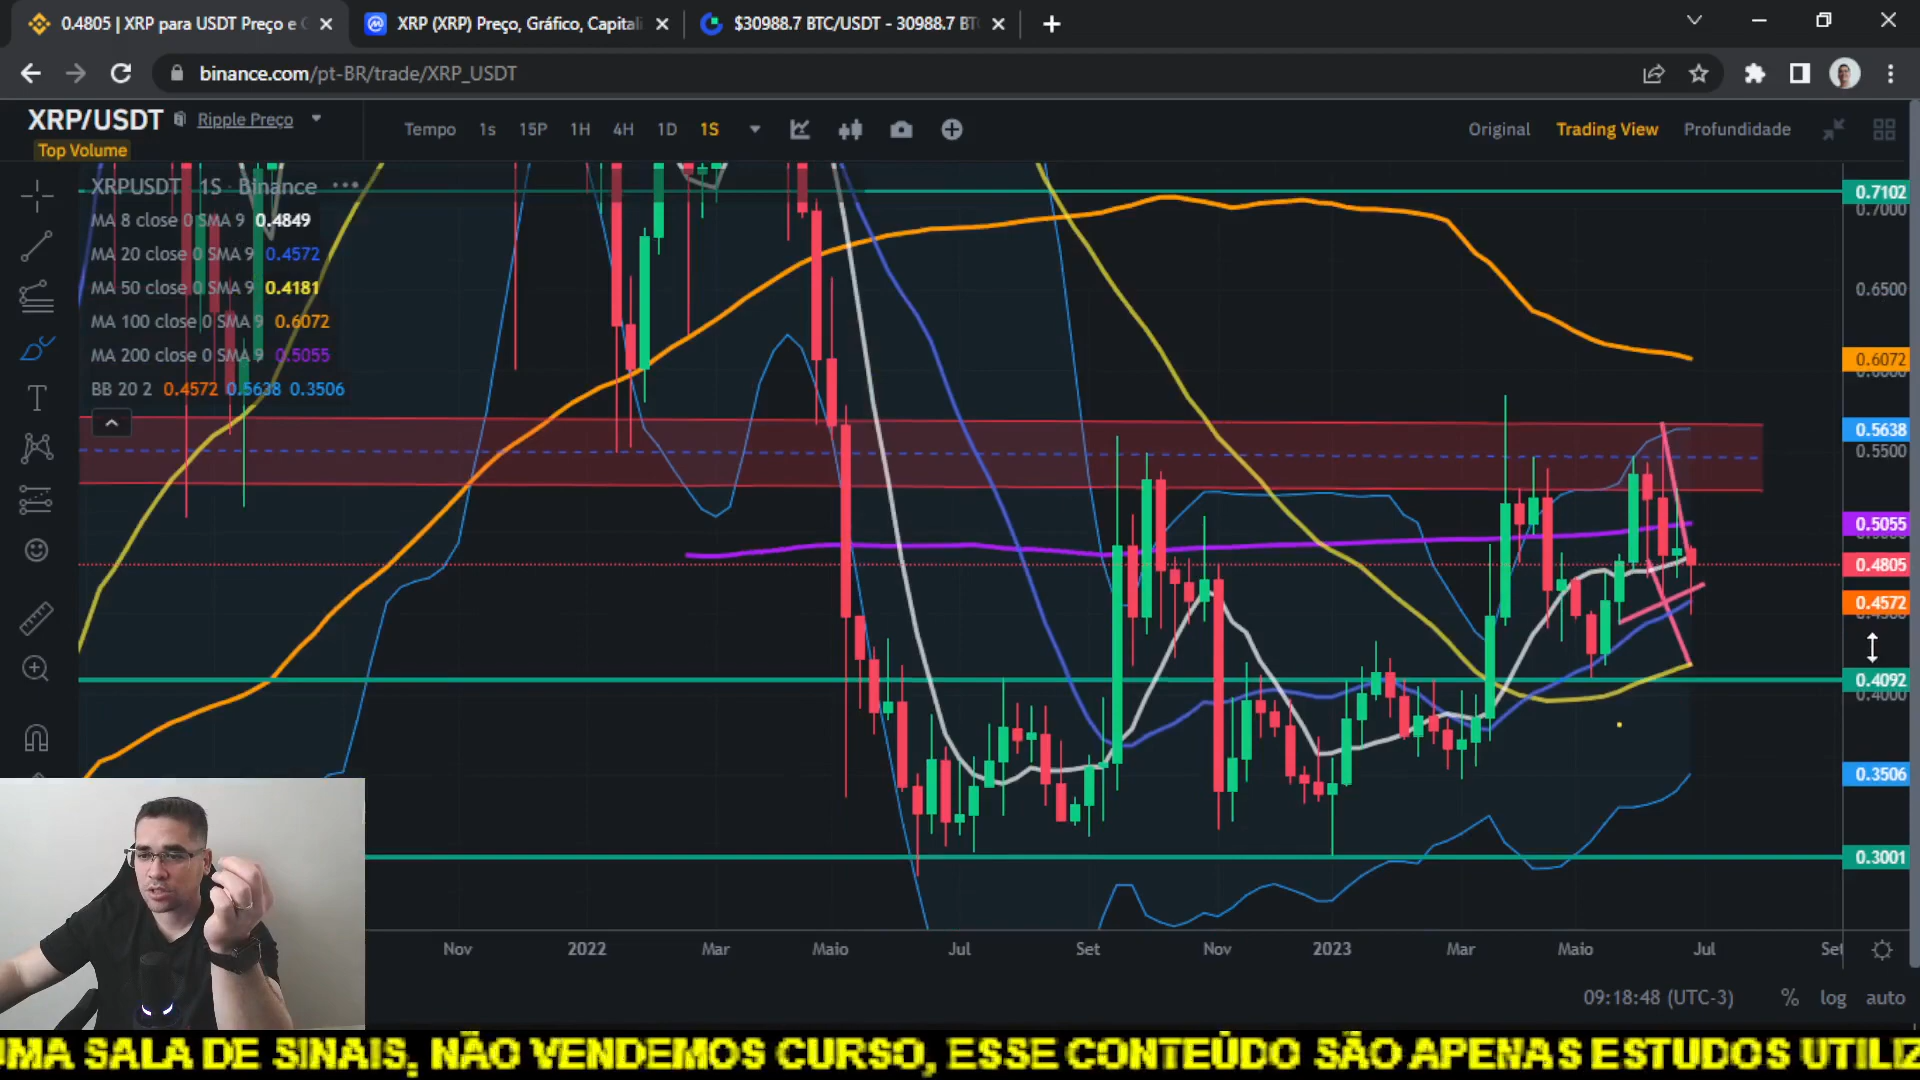 0.4805 | XRP para USDT Preço e
XRP (XRP) Preço, Gráfico, Capitali
$30988.7 BTC/USDT - 30988.7 BT
binance.com/pt-BR/trade/XRP_USDT
XRP/USDT
Ripple Preço
Top Volume
Tempo 1s 15P 1H 4H 1D 1S
Original Trading View Profundidade
XRPUSDT · 1S · Binance
MA 8 close 0 SMA 9 0.4849
MA 20 close 0 SMA 9 0.4572
MA 50 close 0 SMA 9 0.4181
MA 100 close 0 SMA 9 0.6072
MA 200 close 0 SMA 9 0.5055
BB 20 2 0.4572 0.5638 0.3506
0.7102
0.7000
0.6500
0.6072
0.6000
0.5638
0.5500
0.5055
0.4805
0.4572
0.4092
0.4000
0.3506
0.3001
Nov 2022 Mar Maio Jul Set Nov 2023 Mar Maio Jul Set
09:18:48 (UTC-3) % log auto
UMA SALA DE SINAIS, NÃO VENDEMOS CURSO, ESSE CONTEÚDO SÃO APENAS ESTUDOS UTILIZ